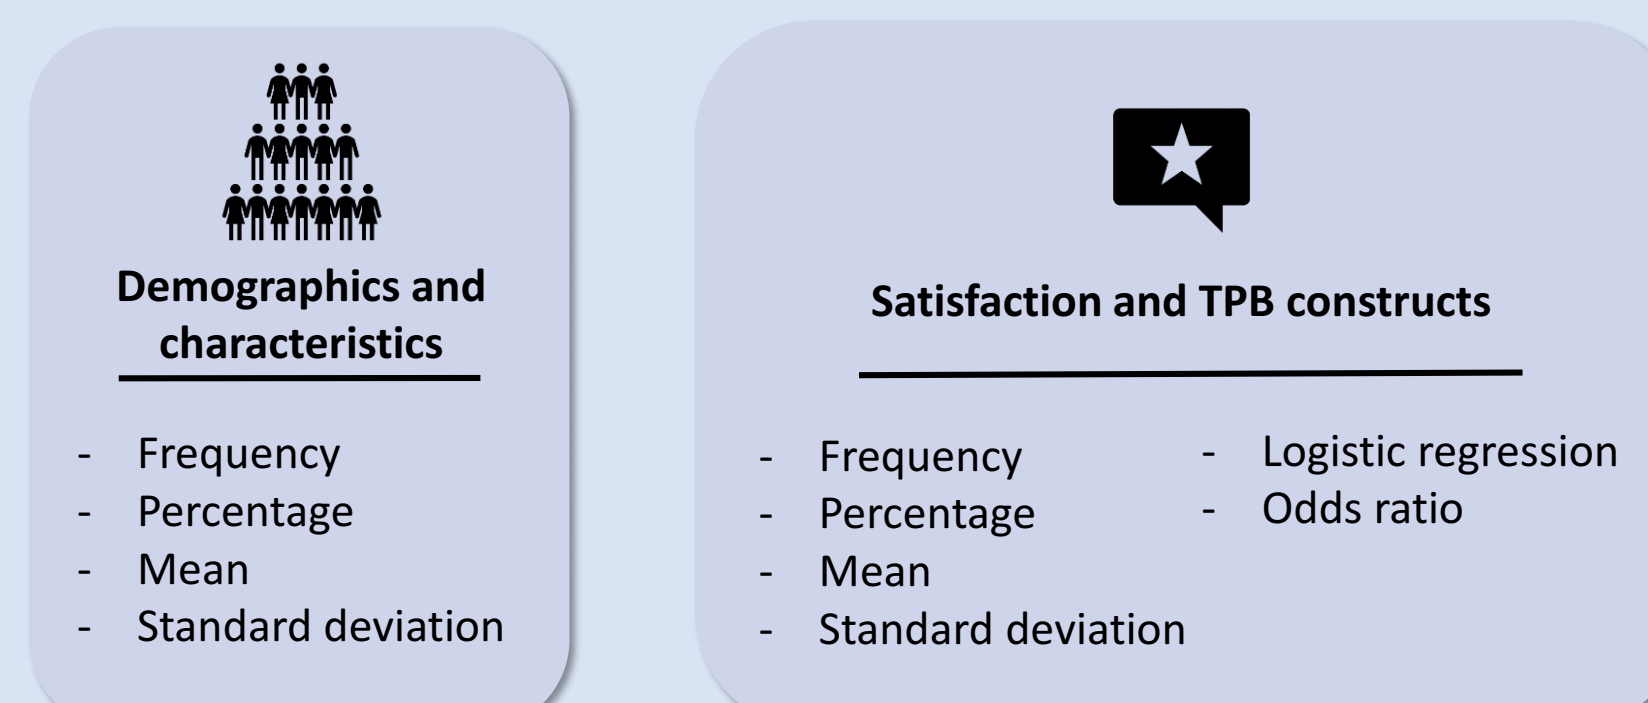 Demographics and
characteristics
- Frequency
- Percentage
- Mean
- Standard deviation
Satisfaction and TPB constructs
- Frequency
- Percentage
- Mean
- Standard deviation
- Logistic regression
- Odds ratio